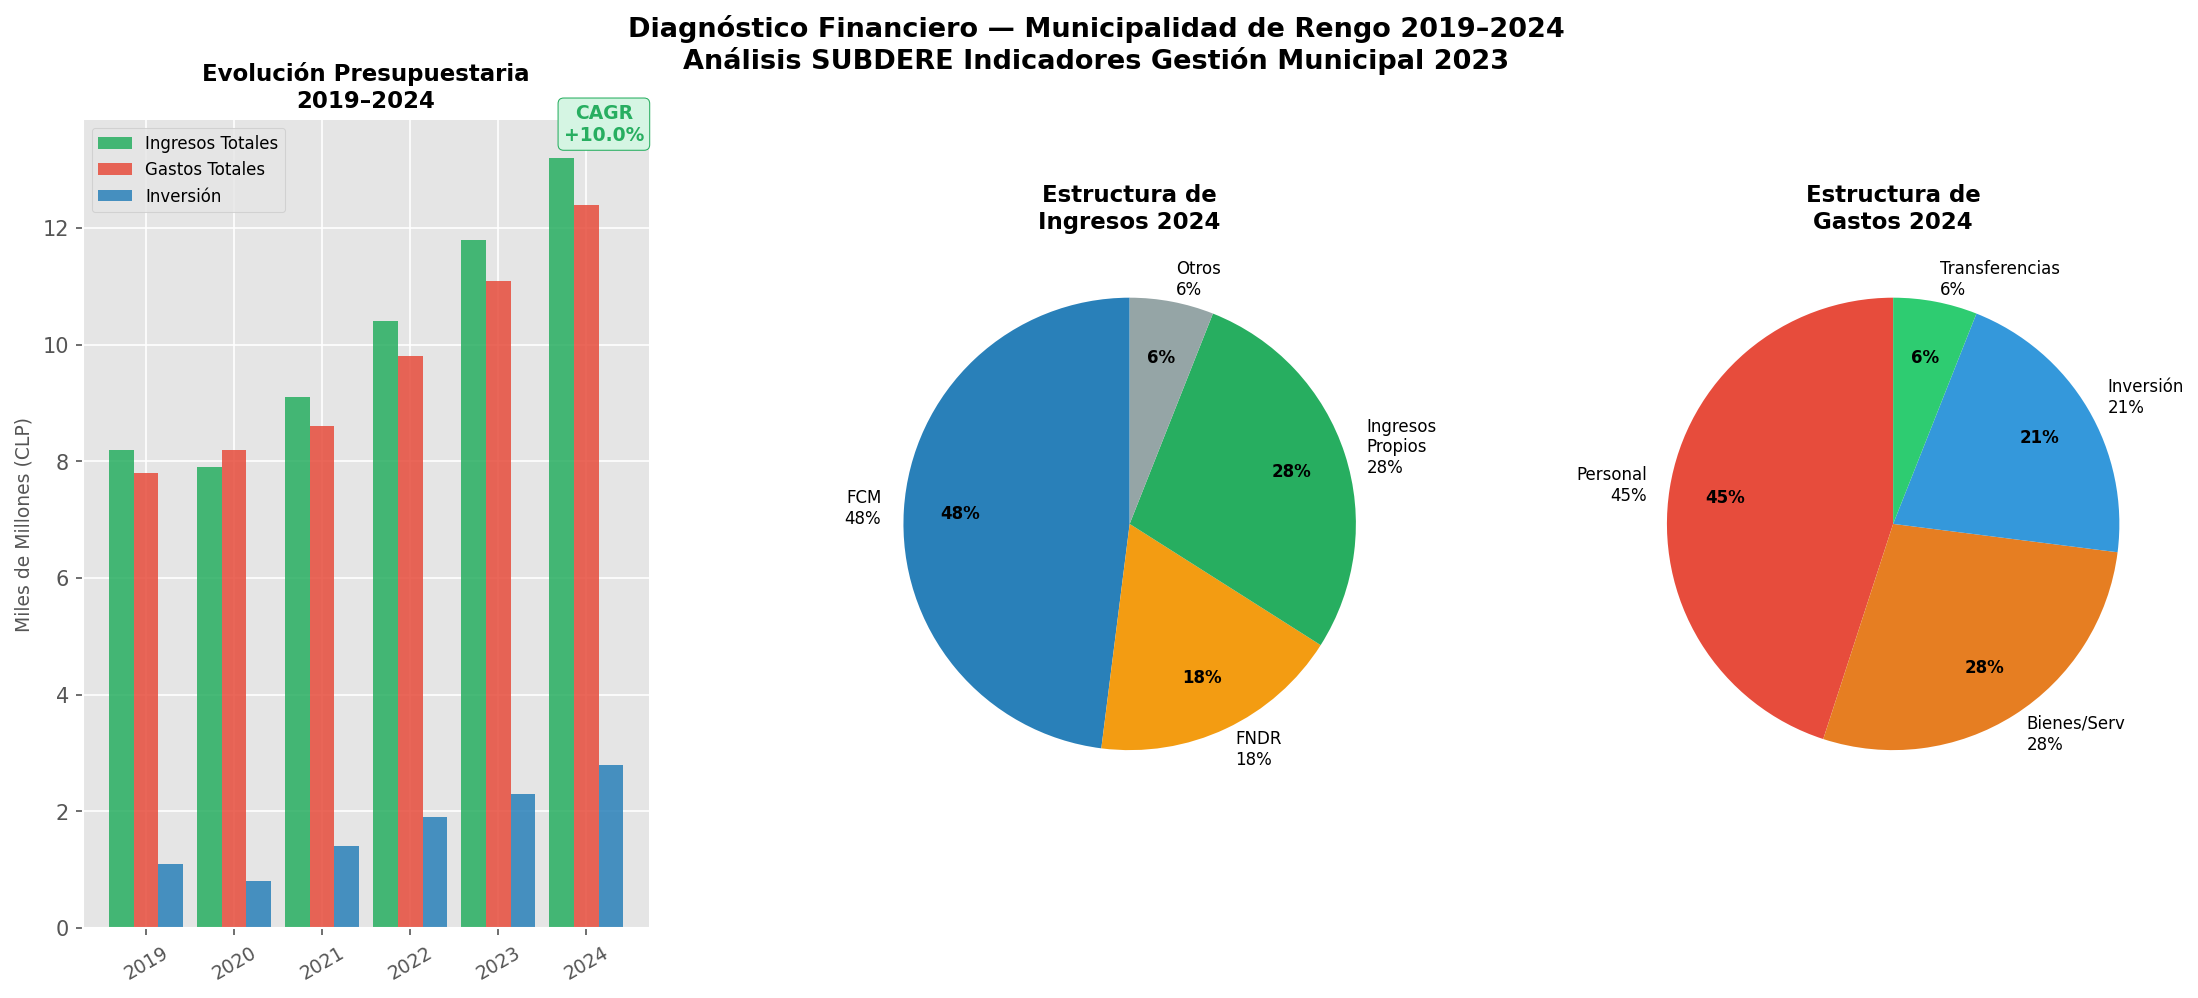 Diagnóstico Financiero — Municipalidad de Rengo 2019–2024
Análisis SUBDERE Indicadores Gestión Municipal 2023
Evolución Presupuestaria
2019–2024
CAGR
+10.0%
Ingresos Totales
Gastos Totales
Inversión
Miles de Millones (CLP)
12
10
8
6
4
2
0
2019
2020
2021
2022
2023
2024
Estructura de
Ingresos 2024
Otros
6%
6%
Ingresos
Propios
28%
28%
FCM
48%
48%
18%
FNDR
18%
Estructura de
Gastos 2024
Transferencias
6%
6%
Inversión
21%
21%
Personal
45%
45%
28%
Bienes/Serv
28%